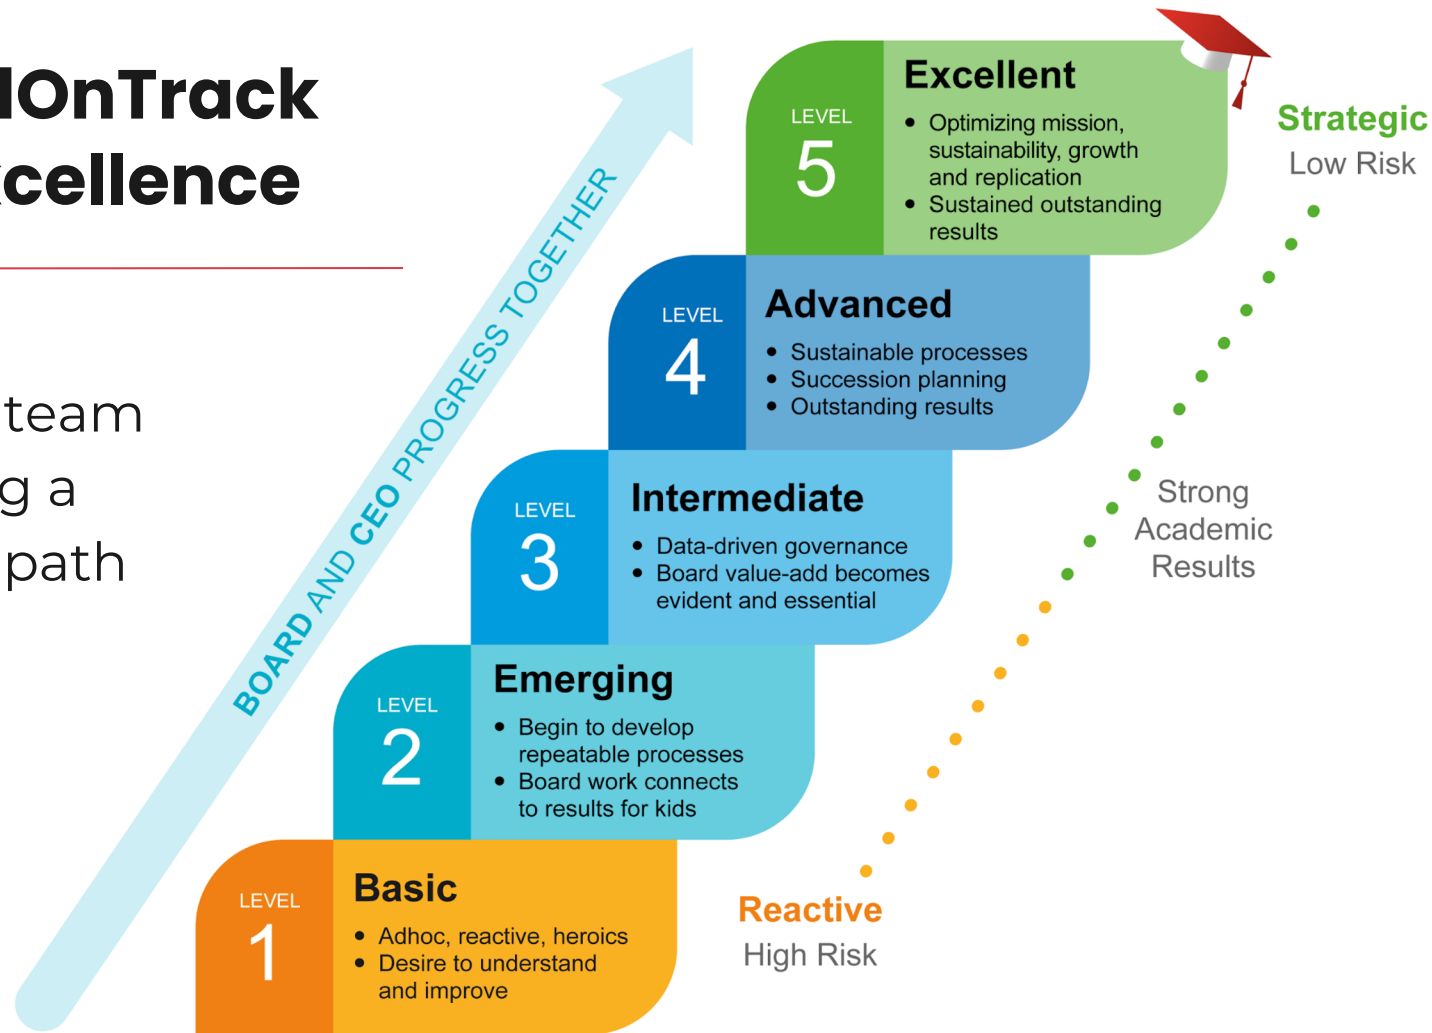 lOnTrack
cellence
team
g a
path
BOARD AND CEO PROGRESS TOGETHER
LEVEL
5
Excellent
• Optimizing mission,
sustainability, growth
and replication
• Sustained outstanding
results
LEVEL
4
Advanced
• Sustainable processes
• Succession planning
• Outstanding results
LEVEL
3
Intermediate
• Data-driven governance
• Board value-add becomes
evident and essential
LEVEL
2
Emerging
• Begin to develop
repeatable processes
• Board work connects
to results for kids
LEVEL
1
Basic
• Adhoc, reactive, heroics
• Desire to understand
and improve
Strategic
Low Risk
Strong
Academic
Results
Reactive
High Risk